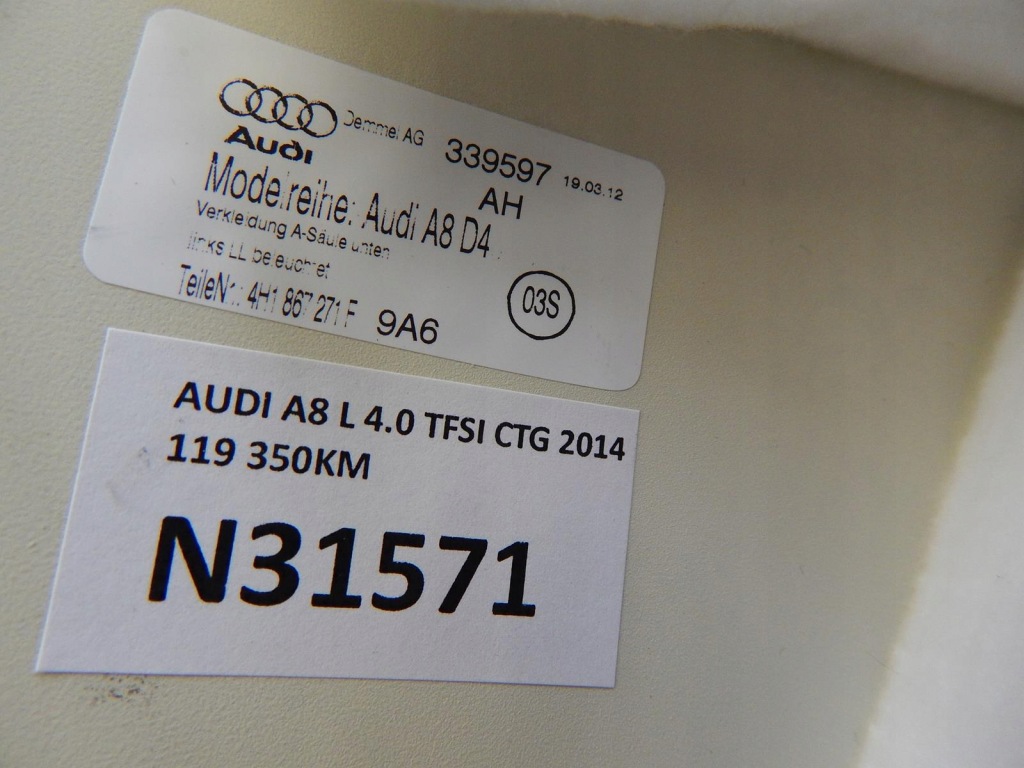 Demmel AG 339597 19.03.12
Audi AH
Modelreihe: Audi A8 D4
Verkleidung A-Säule unten
links LL beleuchtet
TeileNr: 4H1 867 271 F 9A6
03S
AUDI A8 L 4.0 TFSI CTG 2014
119 350KM
N31571